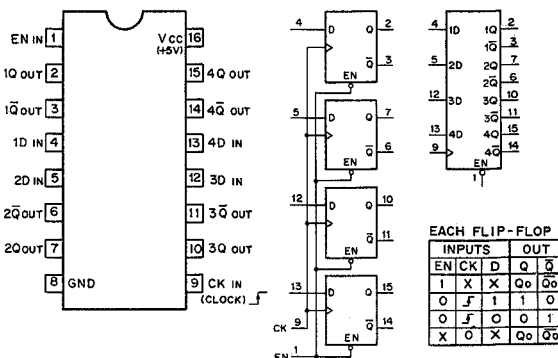 EN IN 1
1Q OUT 2
1Q̅ OUT 3
1D IN 4
2D IN 5
2Q̅ OUT 6
2Q OUT 7
8 GND
VCC 16
(+5V)
15 4Q OUT
14 4Q̅ OUT
13 4D IN
12 3D IN
11 3Q̅ OUT
10 3Q OUT
9 CK IN
(CLOCK)
4 D Q 2
Q̅ 3
EN
5 D Q 7
Q̅ 6
EN
12 D Q 10
Q̅ 11
EN
13 D Q 15
CK 9 Q̅ 14
EN
EN 1
4 1D 1Q 2
1Q̅ 3
5 2D 2Q 7
2Q̅ 6
12 3D 3Q 10
3Q̅ 11
13 4D 4Q 15
9 4Q̅ 14
EN
1
EACH FLIP-FLOP
INPUTS OUT
EN CK D Q Q̅
1 X X Qo Q̅o
0 ↑ 1 1 0
0 ↑ 0 0 1
X 0 X Qo Q̅o